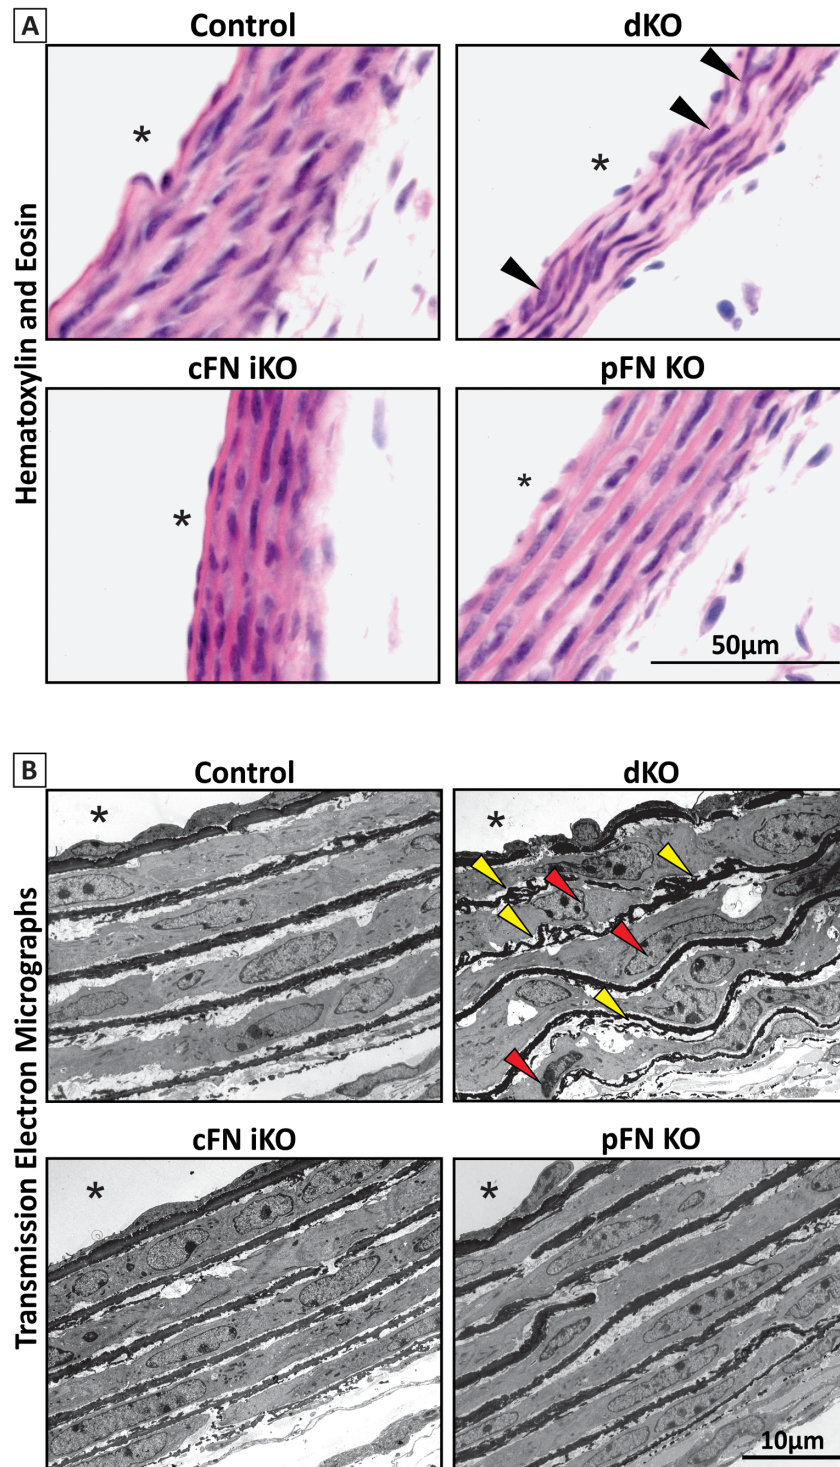 A
Control
dKO
Hematoxylin and Eosin
*
*
cFN iKO
pFN KO
*
*
50µm
B
Control
dKO
Transmission Electron Micrographs
*
*
cFN iKO
pFN KO
*
*
10µm